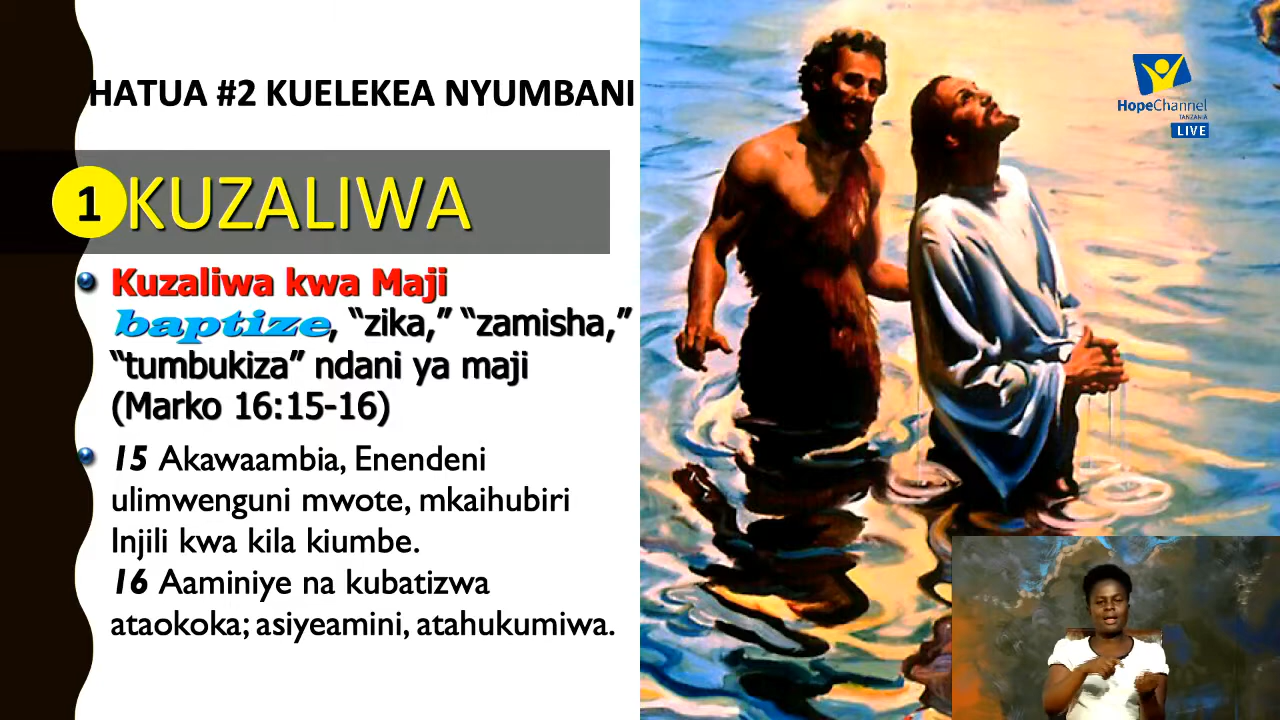 HATUA #2 KUELEKEA NYUMBANI
1 KUZALIWA
Kuzaliwa kwa Maji
baptize, “zika,” “zamisha,”
“tumbukiza” ndani ya maji
(Marko 16:15-16)
15 Akawaambia, Enendeni
ulimwenguni mwote, mkaihubiri
Injili kwa kila kiumbe.
16 Aaminiye na kubatizwa
ataokoka; asiyeamini, atahukumiwa.
HopeChannel
TANZANIA
LIVE